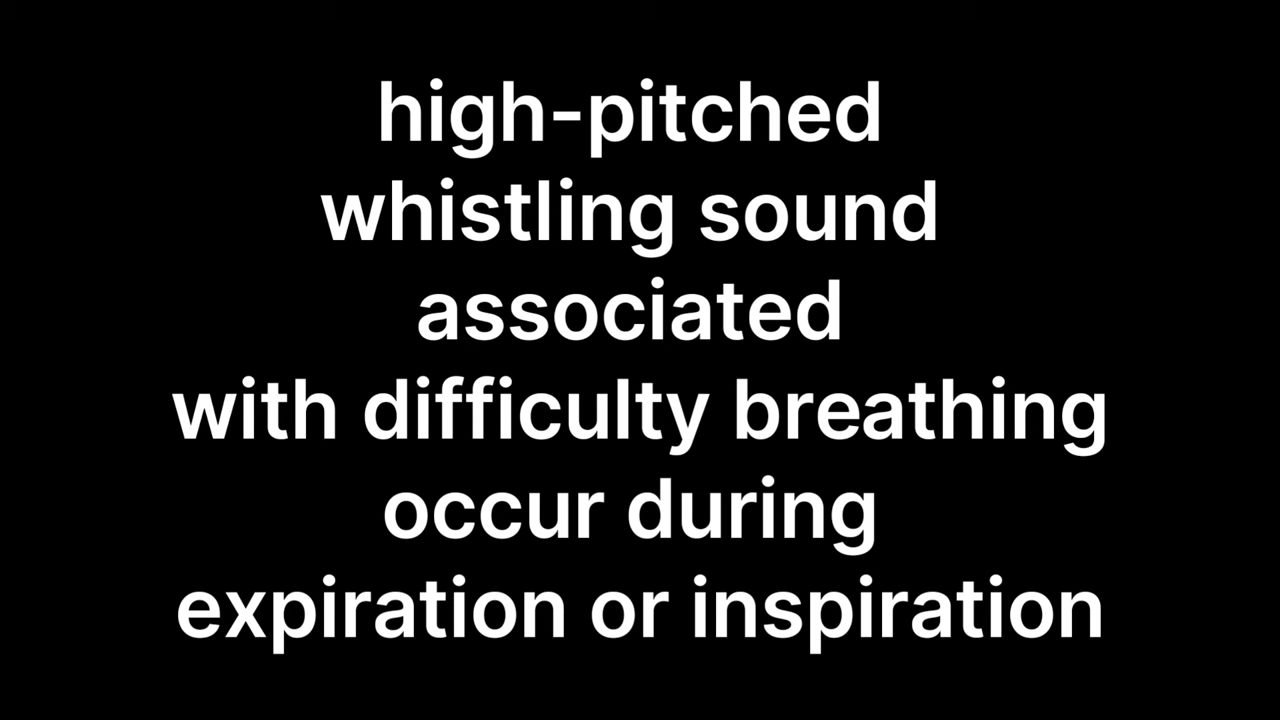 high-pitched
whistling sound
associated
with difficulty breathing
occur during
expiration or inspiration